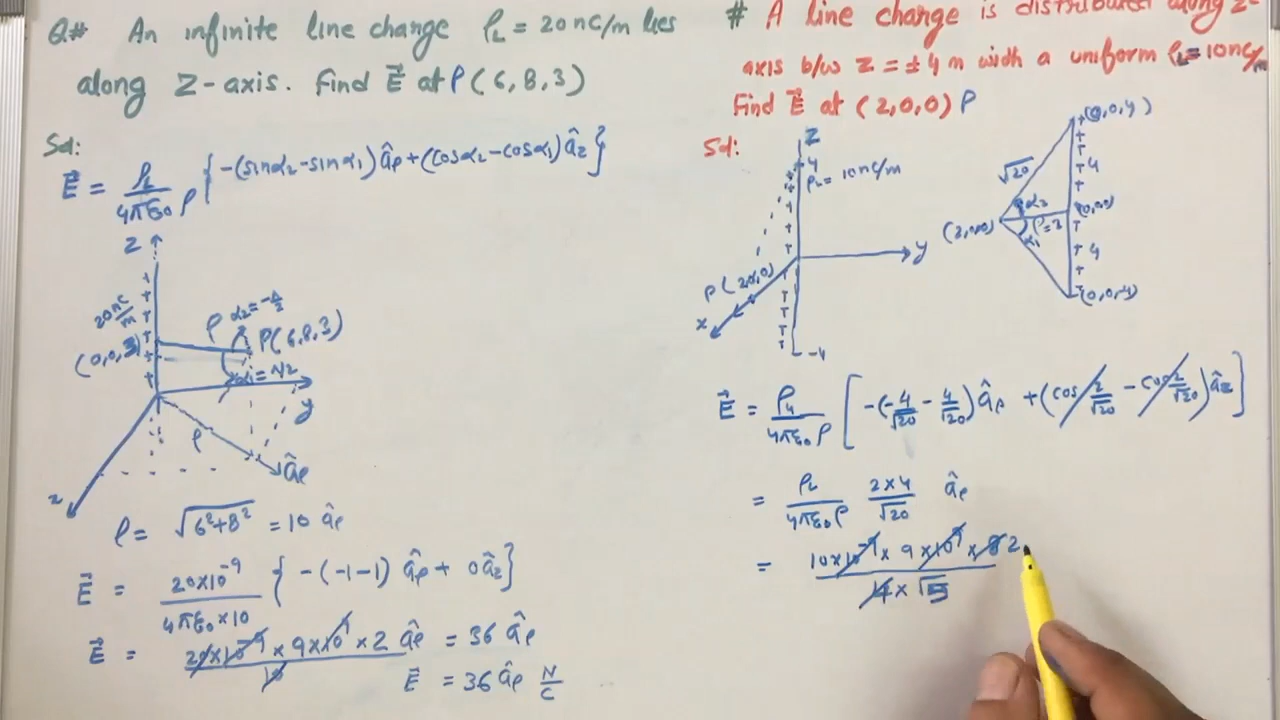 Q.# An infinite line change ρL = 20nC/m lies
along Z-axis. Find E⃗ at P(6,8,3)
Sol:
E⃗ = ρL/4πε₀ρ {-(sinα₂-sinα₁)âρ+(cosα₂-cosα₁)âz}
z
20nC/m
ρ α₂=-π/2
(0,0,3) P(6,8,3)
α₁=π/2
y
ρ
âρ
x
ρ = √6²+8² = 10 âρ
E⃗ = 20×10⁻⁹/4πε₀×10 {-(-1-1) âρ + 0âz}
E⃗ = 20×10⁻⁹×9×10⁹×2/10 âρ = 36 âρ
E⃗ = 36 âρ N/C
# A line change is distributed along Z-
axis b/w z = ±4 m with a uniform ρL=10nC/m
Find E⃗ at (2,0,0) P
Sol:
z
4
ρL = 10nC/m
y
P(2,0,0)
x
-4
(0,0,4)
√20
4
α₂
(0,0,0)
(2,0,0) ρ=2
α₁
4
(0,0,-4)
E⃗ = ρL/4πε₀ρ [-(-4/√20 - 4/√20)âρ +(cos 2/√20 - cos 2/√20)âz]
= ρL/4πε₀ρ 2×4/√20 âρ
= 10×10⁻⁹×9×10⁹×8 2/4×√5